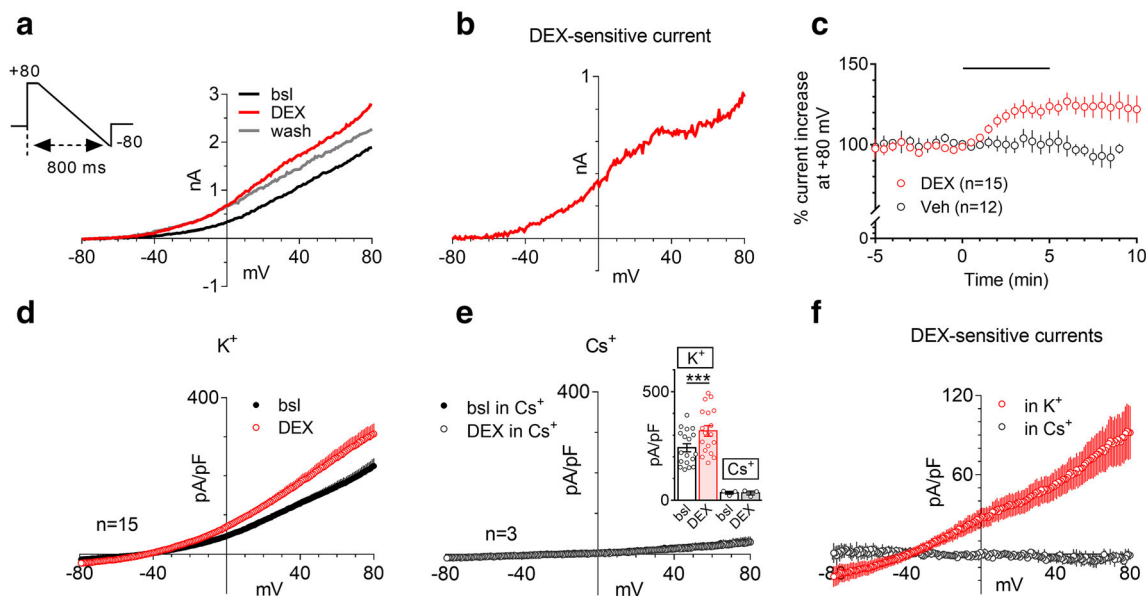 a
+80
-80
800 ms
3
2
1
-1
nA
bsl
DEX
wash
-80
-40
40
80
mV
b
DEX-sensitive current
1
nA
-80
-40
0
40
80
mV
c
% current increase
at +80 mV
150
100
0
DEX (n=15)
Veh (n=12)
-5
0
5
10
Time (min)
d
K+
400
pA/pF
bsl
DEX
n=15
-80
-40
40
80
mV
e
Cs+
400
pA/pF
bsl in Cs+
DEX in Cs+
n=3
-80
-40
40
80
mV
K+
***
500
0
pA/pF
Cs+
bsl
DEX
bsl
DEX
f
DEX-sensitive currents
120
60
pA/pF
in K+
in Cs+
-80
-40
40
80
mV